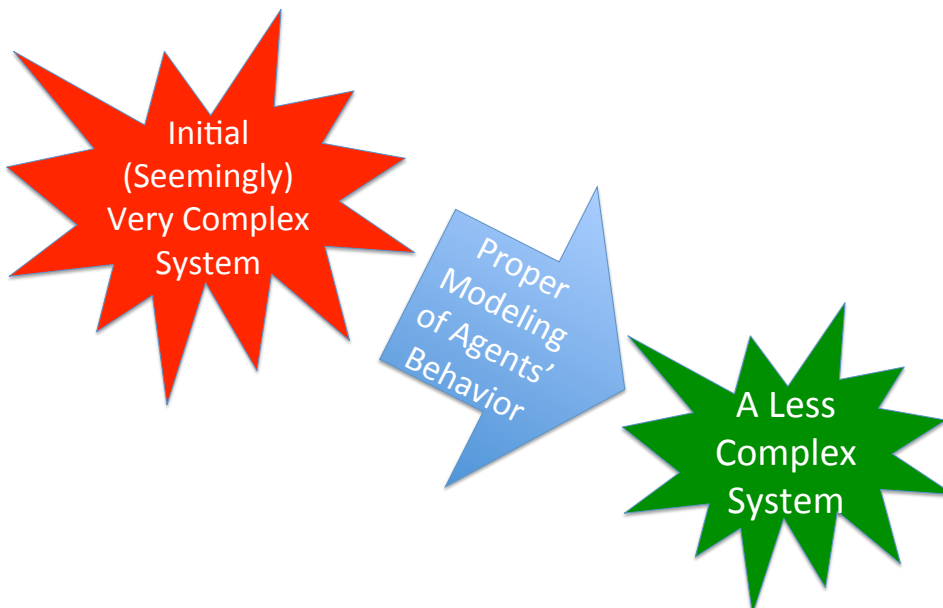 Initial
(Seemingly)
Very Complex
System
Proper
Modeling
of Agents’
Behavior
A Less
Complex
System